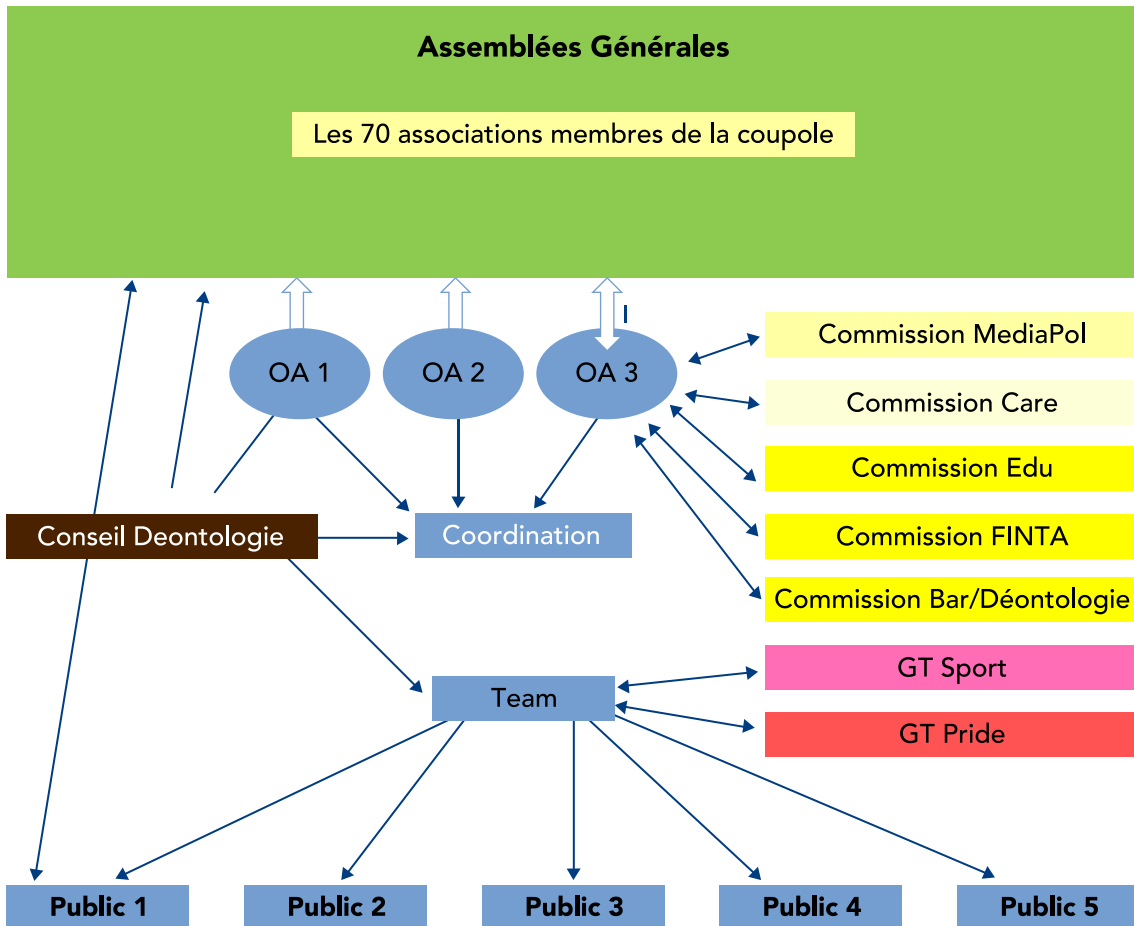 Assemblées Générales
Les 70 associations membres de la coupole
I
OA 1
OA 2
OA 3
Commission MediaPol
Commission Care
Commission Edu
Conseil Deontologie
Coordination
Commission FINTA
Commission Bar/Déontologie
GT Sport
Team
GT Pride
Public 1
Public 2
Public 3
Public 4
Public 5